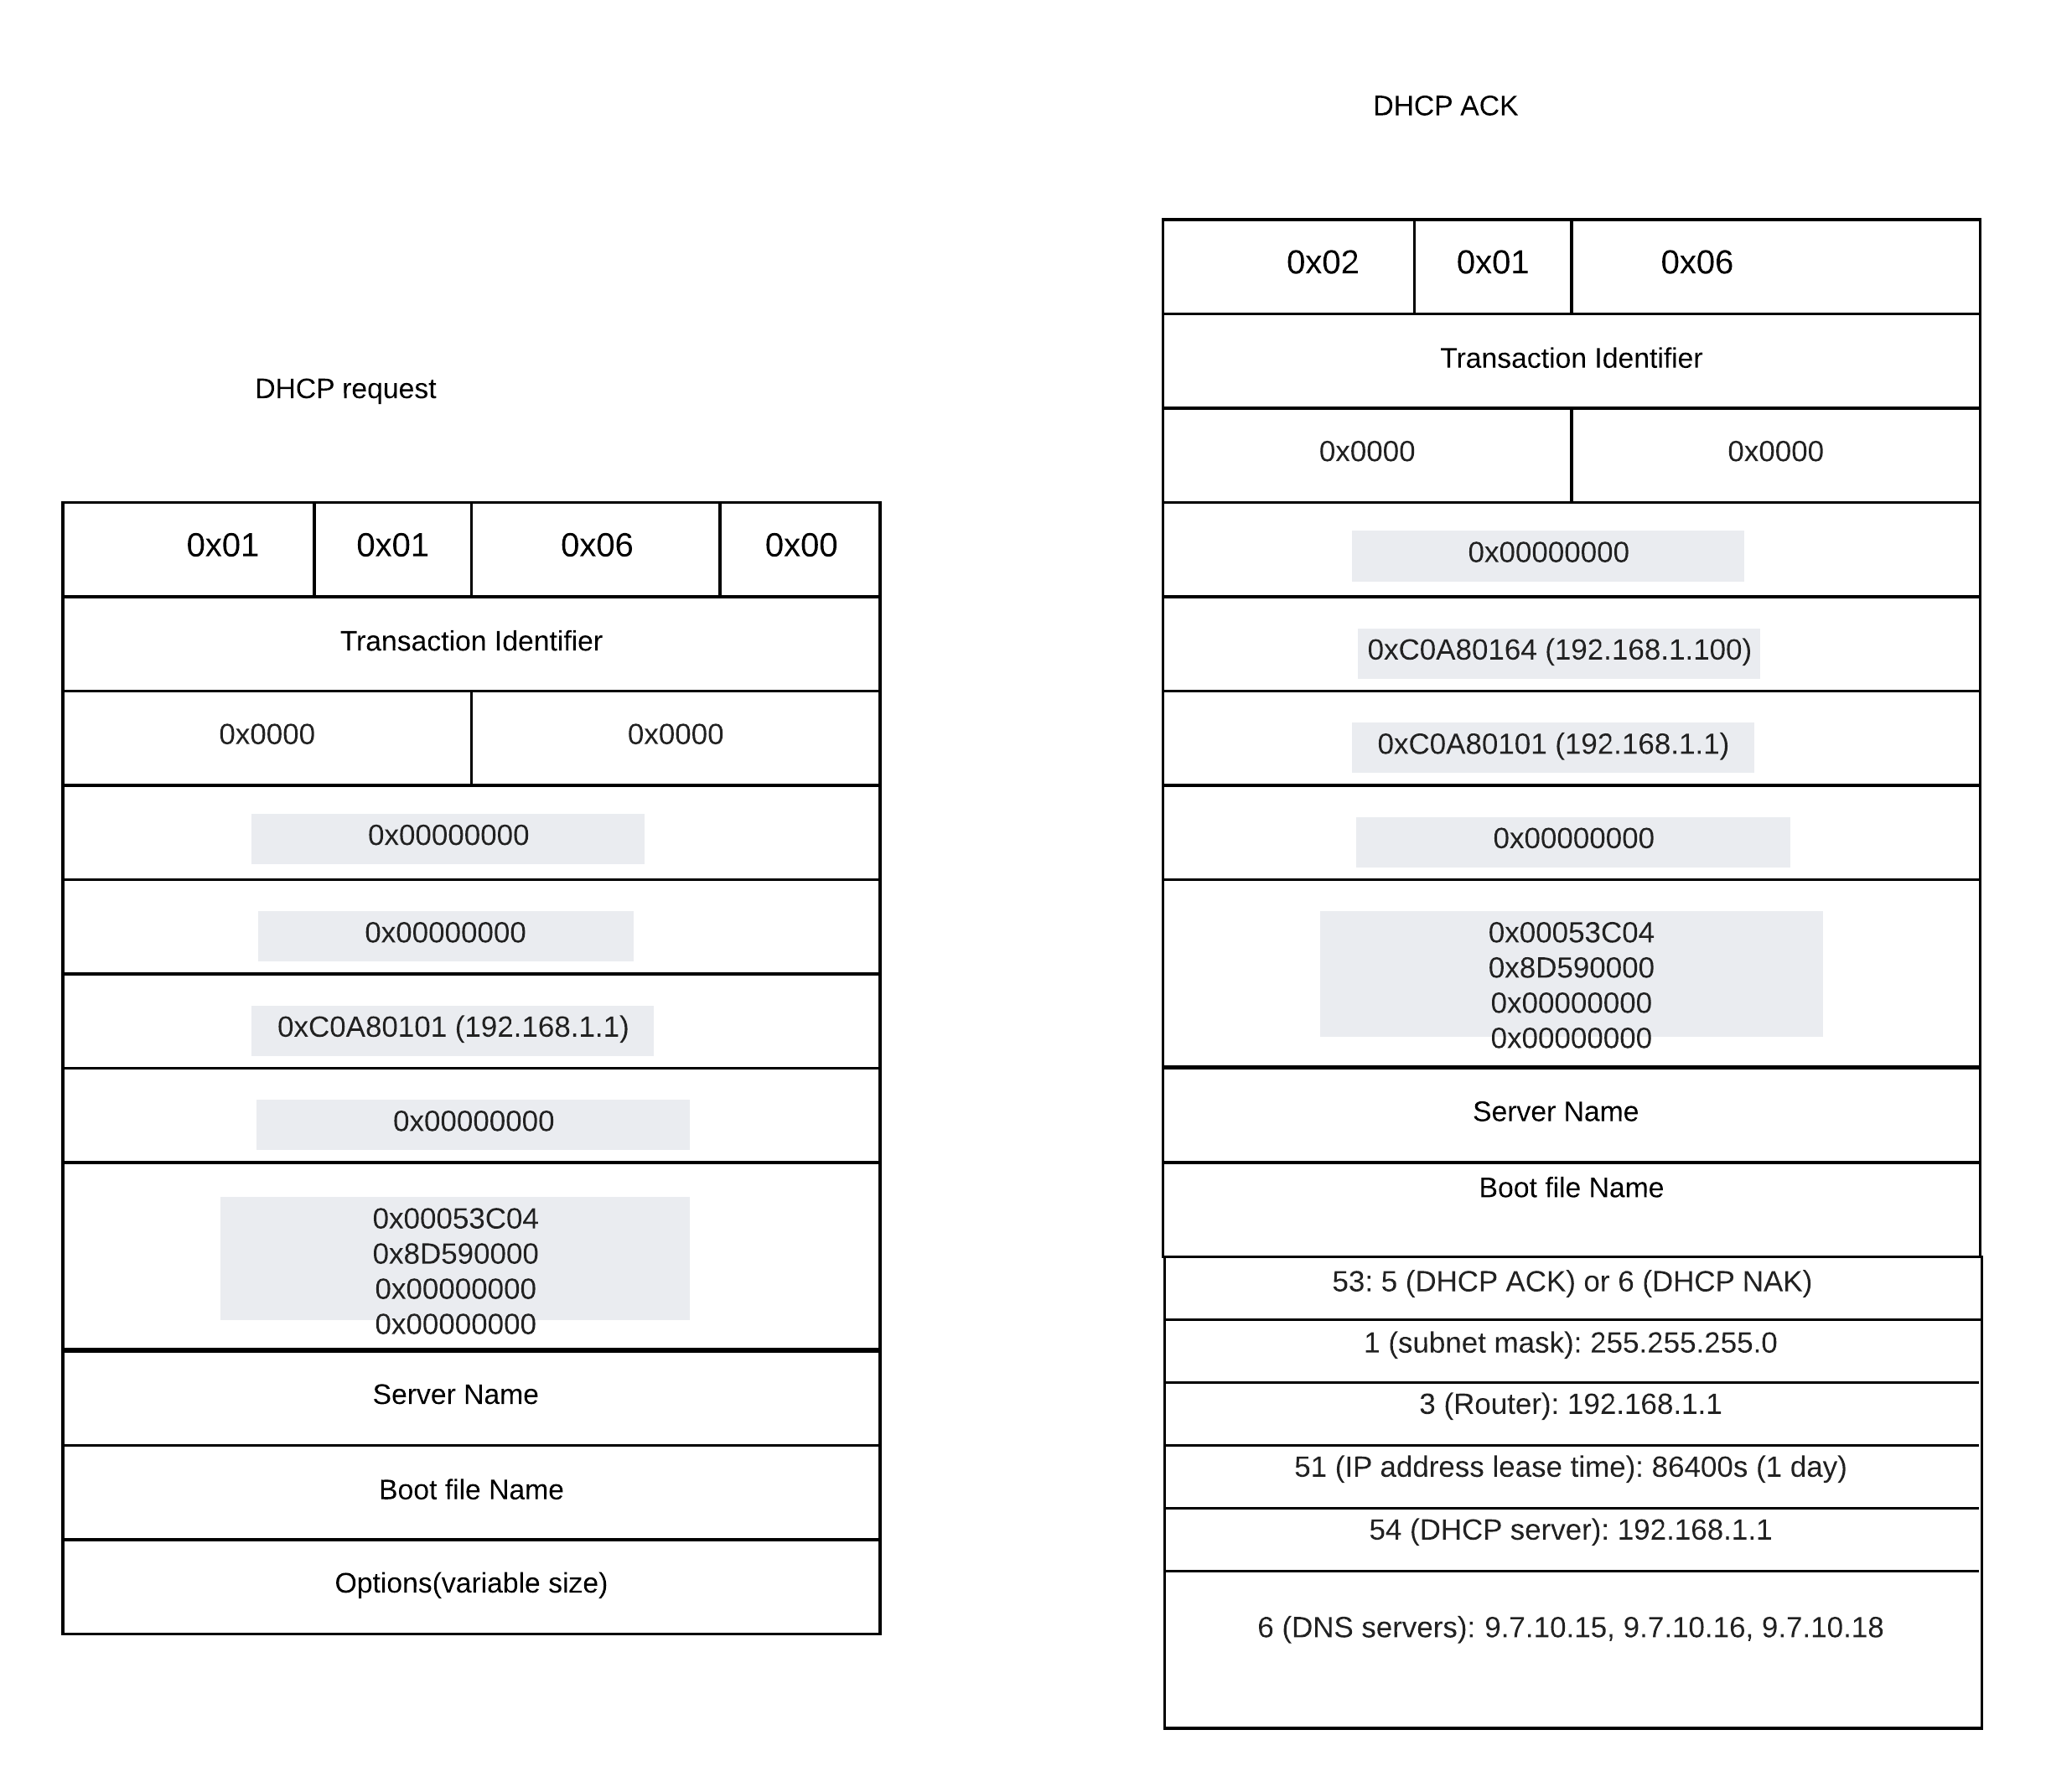 DHCP request
0x01 0x01 0x06 0x00
Transaction Identifier
0x0000 0x0000
0x00000000
0x00000000
0xC0A80101 (192.168.1.1)
0x00000000
0x00053C04
0x8D590000
0x00000000
0x00000000
Server Name
Boot file Name
Options(variable size)
DHCP ACK
0x02 0x01 0x06
Transaction Identifier
0x0000 0x0000
0x00000000
0xC0A80164 (192.168.1.100)
0xC0A80101 (192.168.1.1)
0x00000000
0x00053C04
0x8D590000
0x00000000
0x00000000
Server Name
Boot file Name
53: 5 (DHCP ACK) or 6 (DHCP NAK)
1 (subnet mask): 255.255.255.0
3 (Router): 192.168.1.1
51 (IP address lease time): 86400s (1 day)
54 (DHCP server): 192.168.1.1
6 (DNS servers): 9.7.10.15, 9.7.10.16, 9.7.10.18